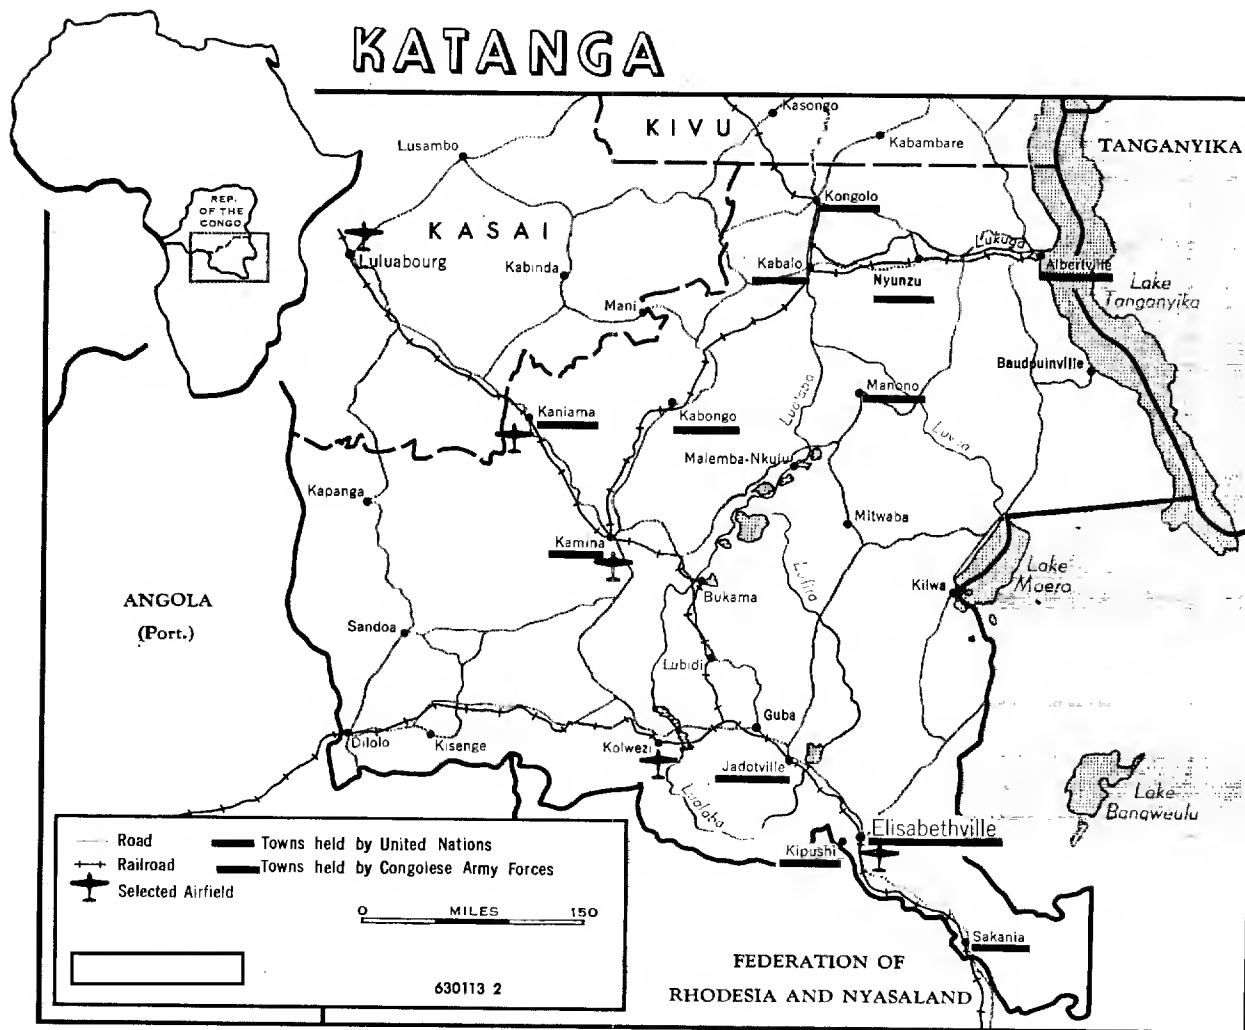 KATANGA
REP.
OF THE
CONGO
KIVU
Kasongo
Kabambare
TANGANYIKA
Lusambo
KASAI
Kongolo
Luluabourg
Kabinda
Kabalo
Nyunzu
Lukuga
Albertville
Lake
Tanganyika
Mani
Baudouinville
Kaniama
Kabongo
Manono
Lualaba
Luvua
Malemba-Nkulu
Kapanga
Kamina
Mitwaba
Lufira
Lake
Moero
Kilwa
Bukama
ANGOLA
(Port.)
Sandoa
Lubidi
Guba
Dilolo
Kisenge
Kolwezi
Jadotville
Lualaba
Lake
Bangweulu
Elisabethville
Kipushi
Sakania
FEDERATION OF
RHODESIA AND NYASALAND
Road
Railroad
Selected Airfield
Towns held by United Nations
Towns held by Congolese Army Forces
0 MILES 150
630113 2